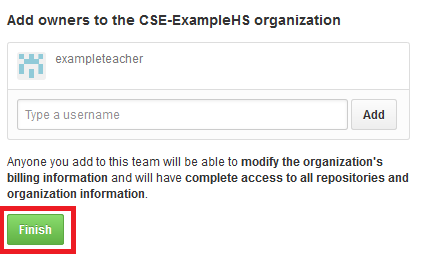 Add owners to the CSE-ExampleHS organization
exampleteacher
Type a username
Add
Anyone you add to this team will be able to modify the organization's
billing information and will have complete access to all repositories and
organization information.
Finish